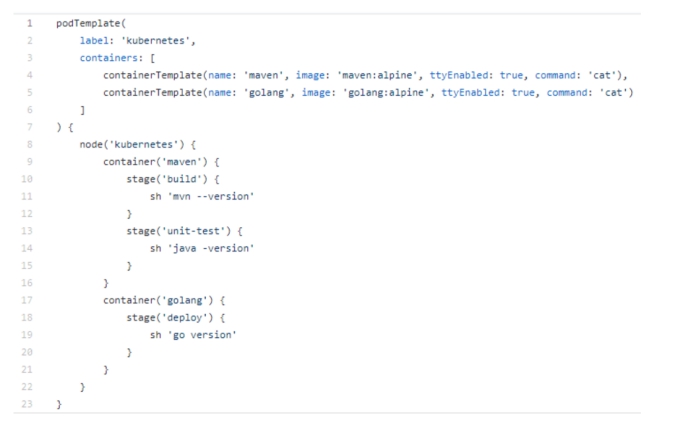 1 podTemplate(
2     label: 'kubernetes',
3     containers: [
4         containerTemplate(name: 'maven', image: 'maven:alpine', ttyEnabled: true, command: 'cat'),
5         containerTemplate(name: 'golang', image: 'golang:alpine', ttyEnabled: true, command: 'cat')
6     ]
7 ) {
8     node('kubernetes') {
9         container('maven') {
10             stage('build') {
11                 sh 'mvn --version'
12             }
13             stage('unit-test') {
14                 sh 'java -version'
15             }
16         }
17         container('golang') {
18             stage('deploy') {
19                 sh 'go version'
20             }
21         }
22     }
23 }